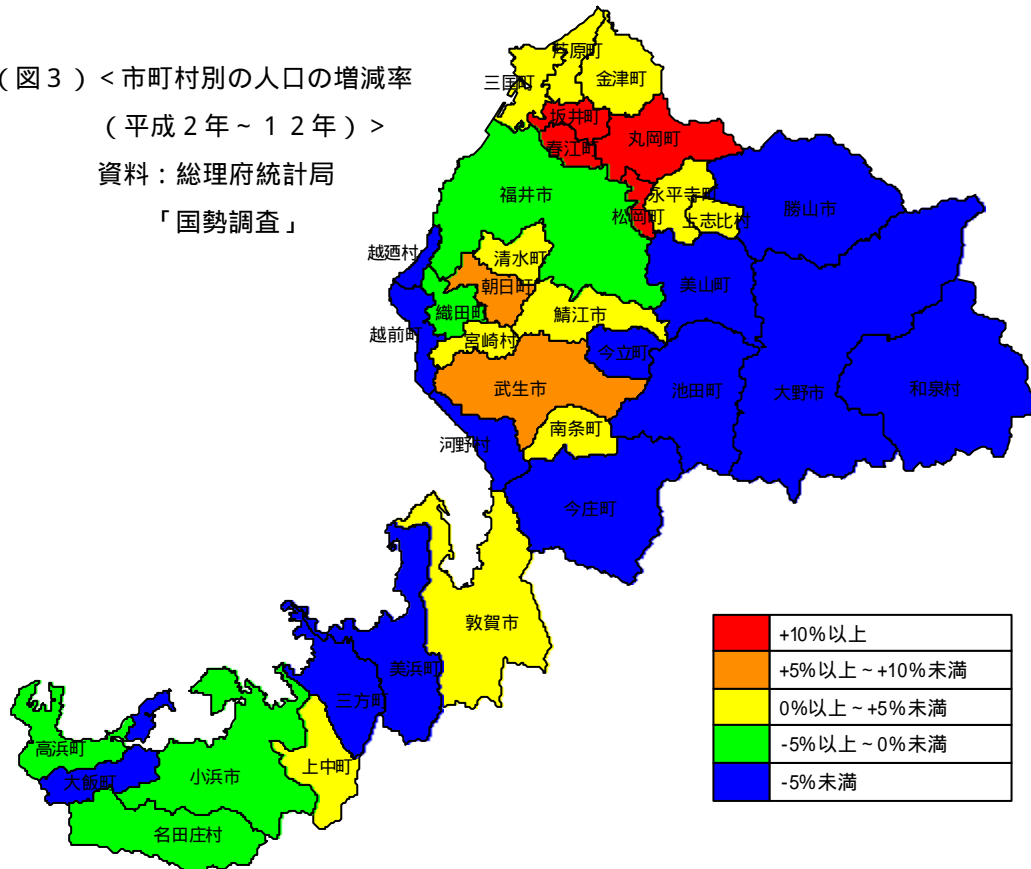 （図３）＜市町村別の人口の増減率
（平成２年～１２年）＞
資料：総理府統計局
「国勢調査」
芦原町
三国町
金津町
坂井町
丸岡町
春江町
福井市
永平寺町
松岡町
上志比村
勝山市
越廼村
清水町
美山町
朝日町
織田町
鯖江市
越前町
宮崎村
今立町
武生市
池田町
大野市
和泉村
南条町
河野村
今庄町
敦賀市
美浜町
三方町
高浜町
上中町
大飯町
小浜市
名田庄村
+10%以上
+5%以上～+10%未満
0%以上～+5%未満
-5%以上～0%未満
-5%未満